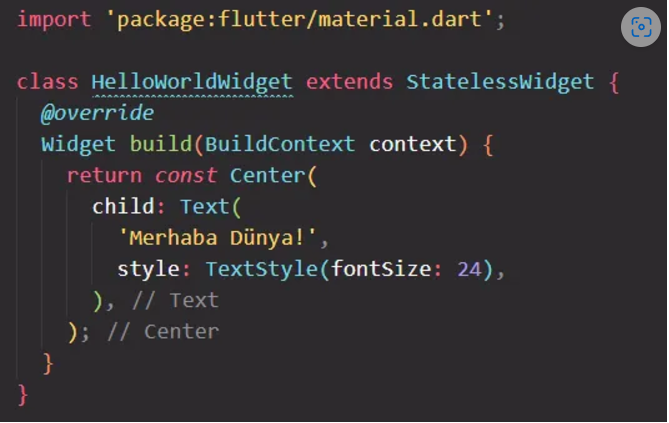 import 'package:flutter/material.dart';
class HelloWorldWidget extends StatelessWidget {
@override
Widget build(BuildContext context) {
return const Center(
child: Text(
'Merhaba Dünya!',
style: TextStyle(fontSize: 24),
), // Text
); // Center
}
}